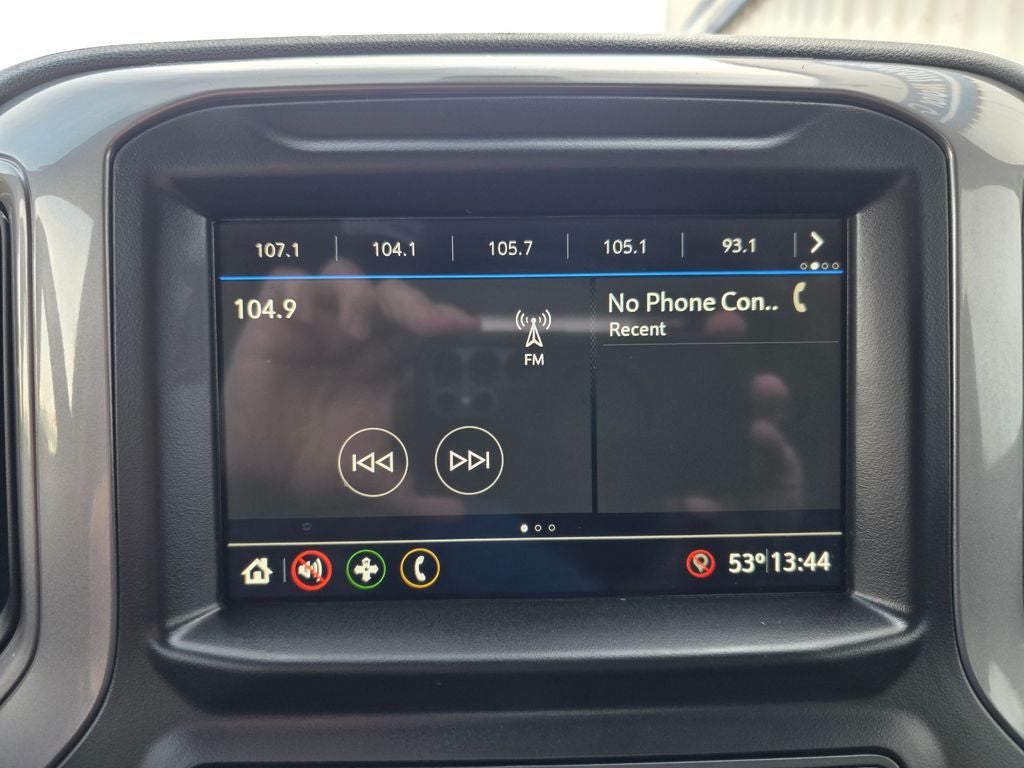 107.1 104.1 105.7 105.1 93.1
104.9
FM
No Phone Con..
Recent
53° 13:44